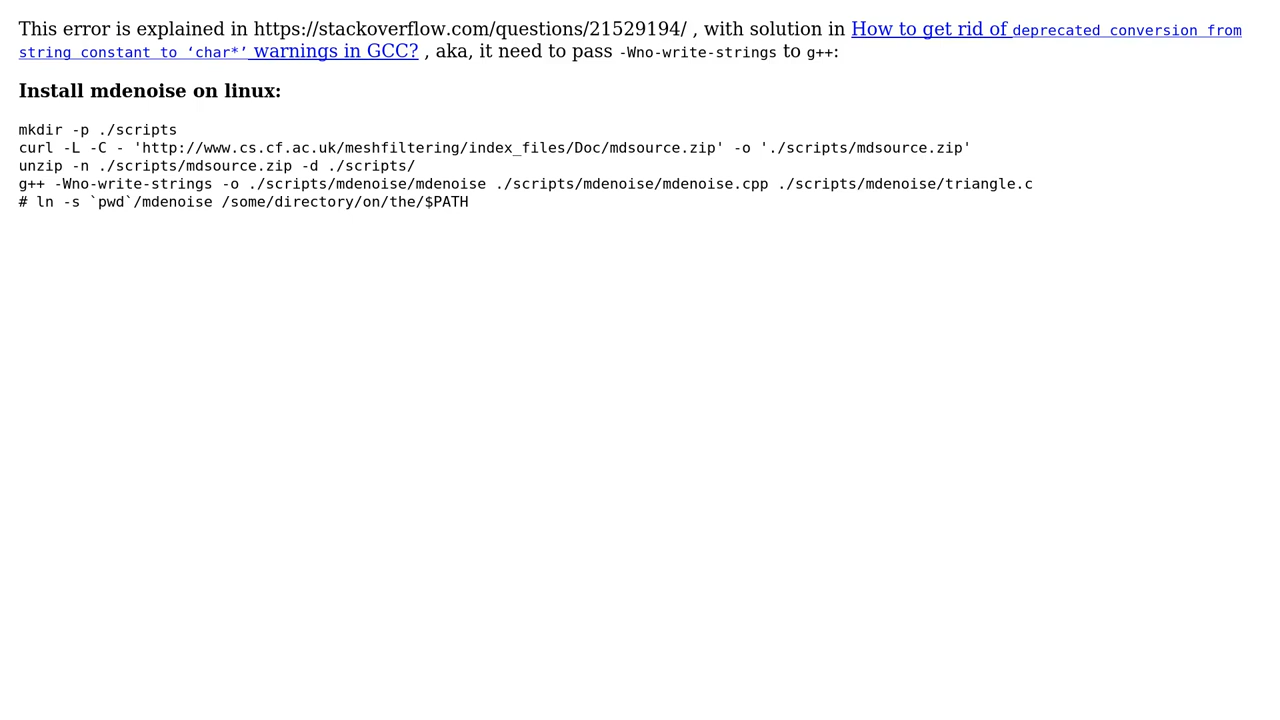 This error is explained in https://stackoverflow.com/questions/21529194/ , with solution in How to get rid of deprecated conversion from
string constant to ‘char*’ warnings in GCC? , aka, it need to pass -Wno-write-strings to g++:
Install mdenoise on linux:
mkdir -p ./scripts
curl -L -C - 'http://www.cs.cf.ac.uk/meshfiltering/index_files/Doc/mdsource.zip' -o './scripts/mdsource.zip'
unzip -n ./scripts/mdsource.zip -d ./scripts/
g++ -Wno-write-strings -o ./scripts/mdenoise/mdenoise ./scripts/mdenoise/mdenoise.cpp ./scripts/mdenoise/triangle.c
# ln -s `pwd`/mdenoise /some/directory/on/the/$PATH